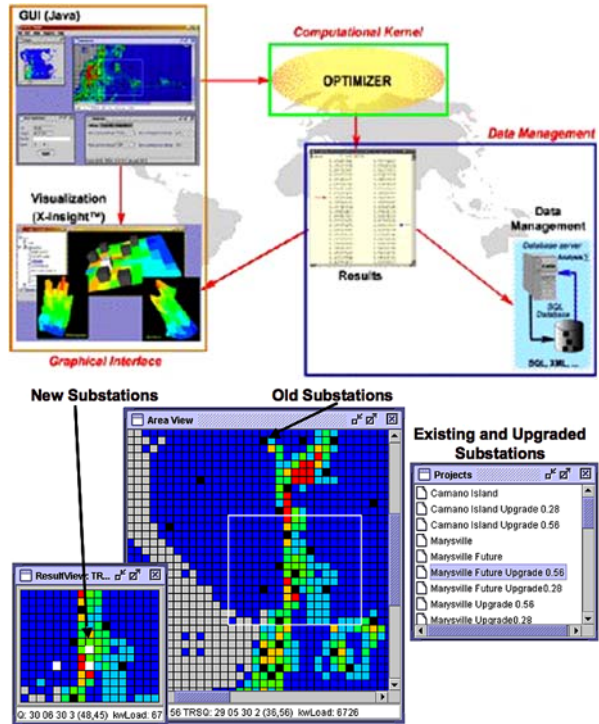 GUI (Java)
Computational Kernel
OPTIMIZER
Data Management
Visualization
(X-Insight™)
Results
Data
Management
Database server
SQL
Database
SQL, XML, ...
Graphical Interface
New Substations
Old Substations
Existing and Upgraded
Substations
Area View
Projects
Camano Island
Camano Island Upgrade 0.28
Camano Island Upgrade 0.56
Marysville
Marysville Future
Marysville Future Upgrade 0.56
Marysville Future Upgrade0.28
Marysville Upgrade 0.56
Marysville Upgrade0.28
ResultView: TR...
Q: 30 06 30 3 (48,45) kwLoad: 67
56 TRSQ: 29 05 30 2 (36,56) kwLoad: 6726